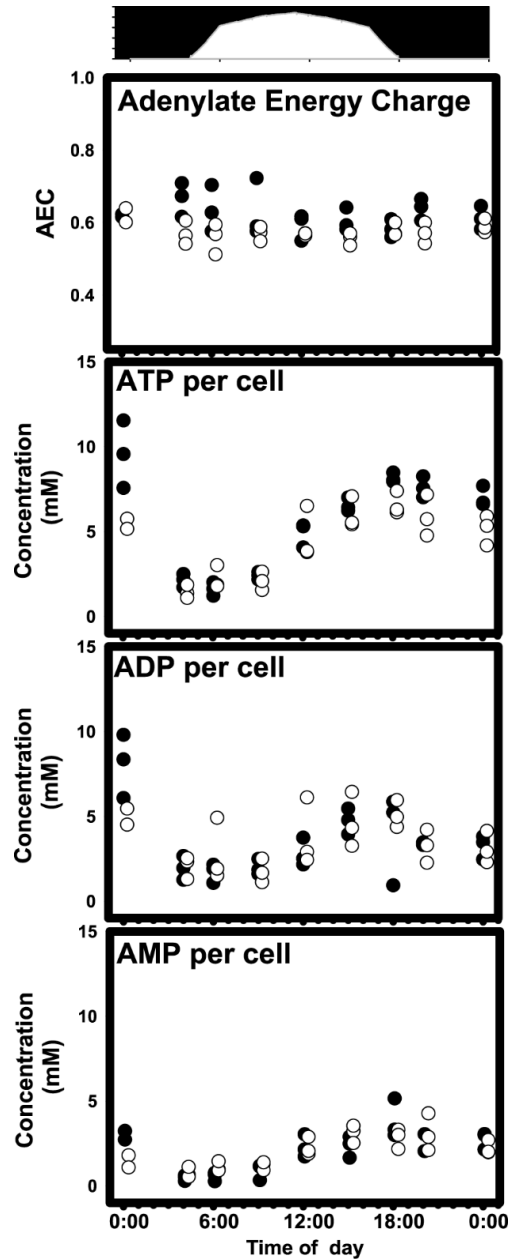 Adenylate Energy Charge
AEC
1.0
0.8
0.6
0.4
ATP per cell
Concentration
(mM)
15
10
5
0
ADP per cell
Concentration
(mM)
15
10
5
0
AMP per cell
Concentration
(mM)
15
10
5
0
0:00 6:00 12:00 18:00 0:00
Time of day